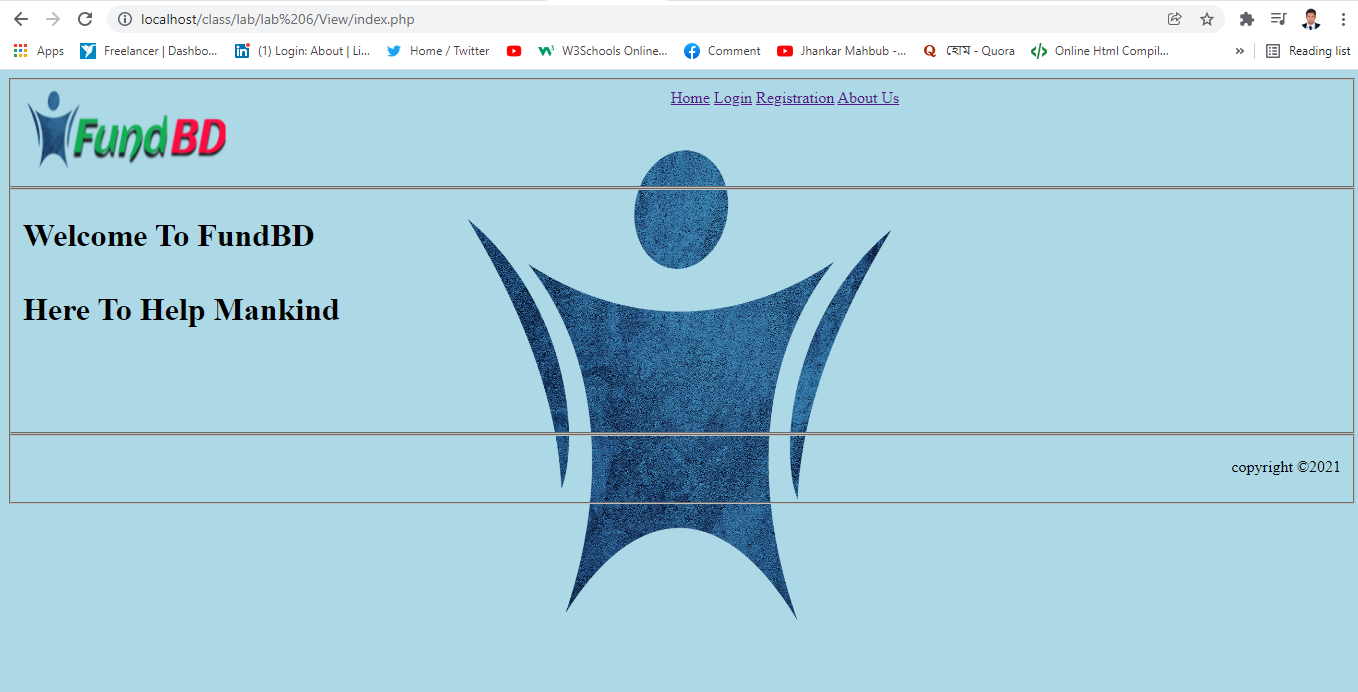 localhost/class/lab/lab%206/View/index.php
Apps Freelancer | Dashbo... (1) Login: About | Li... Home / Twitter W3Schools Online... Comment Jhankar Mahbub -... হোম - Quora Online Html Compil... » Reading list
FundBD
Home Login Registration About Us
Welcome To FundBD
Here To Help Mankind
copyright ©2021